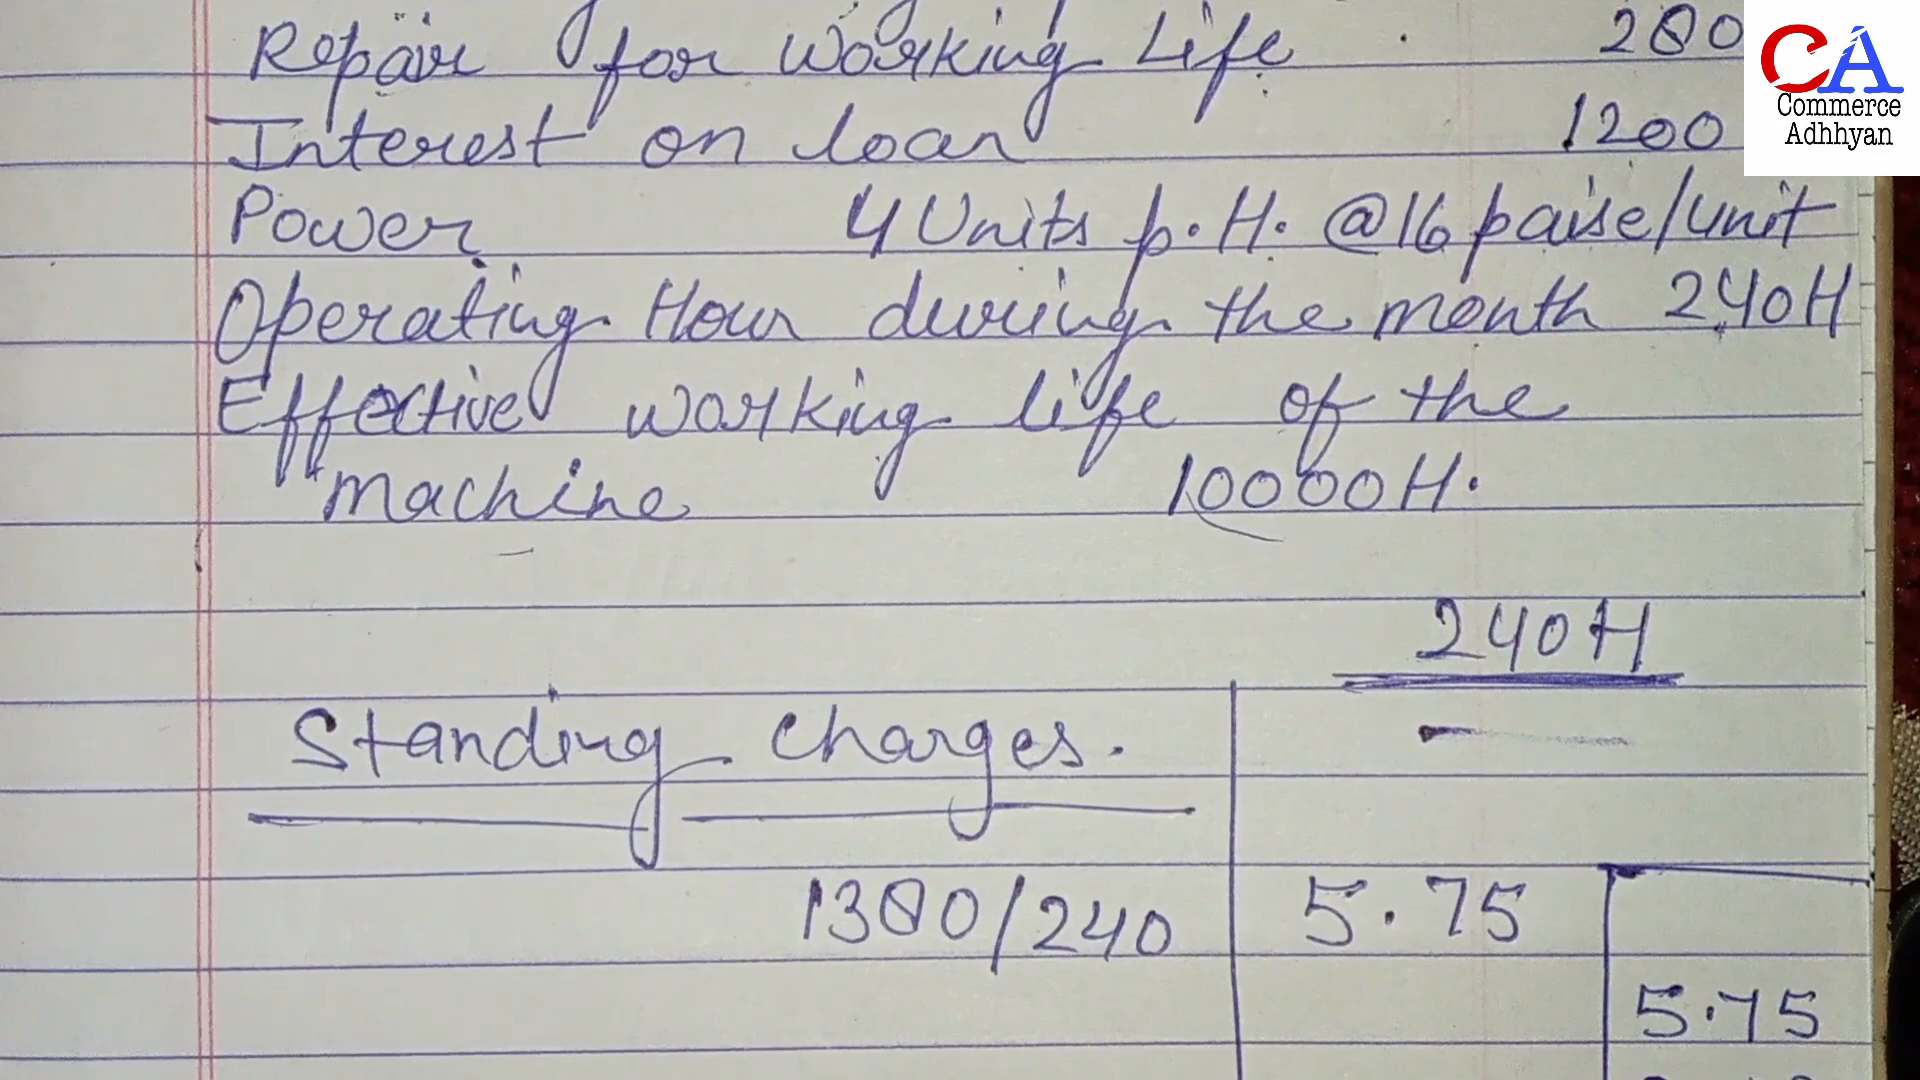 Repair for working Life 280
Interest on loan 1200
Power 4 Units p.H. @16 paise/unit
Operating Hour during the month 240H
Effective working life of the
machine 10000H.
240H
Standing charges.
1380/240 5.75
5.75
CA
Commerce
Adhhyan